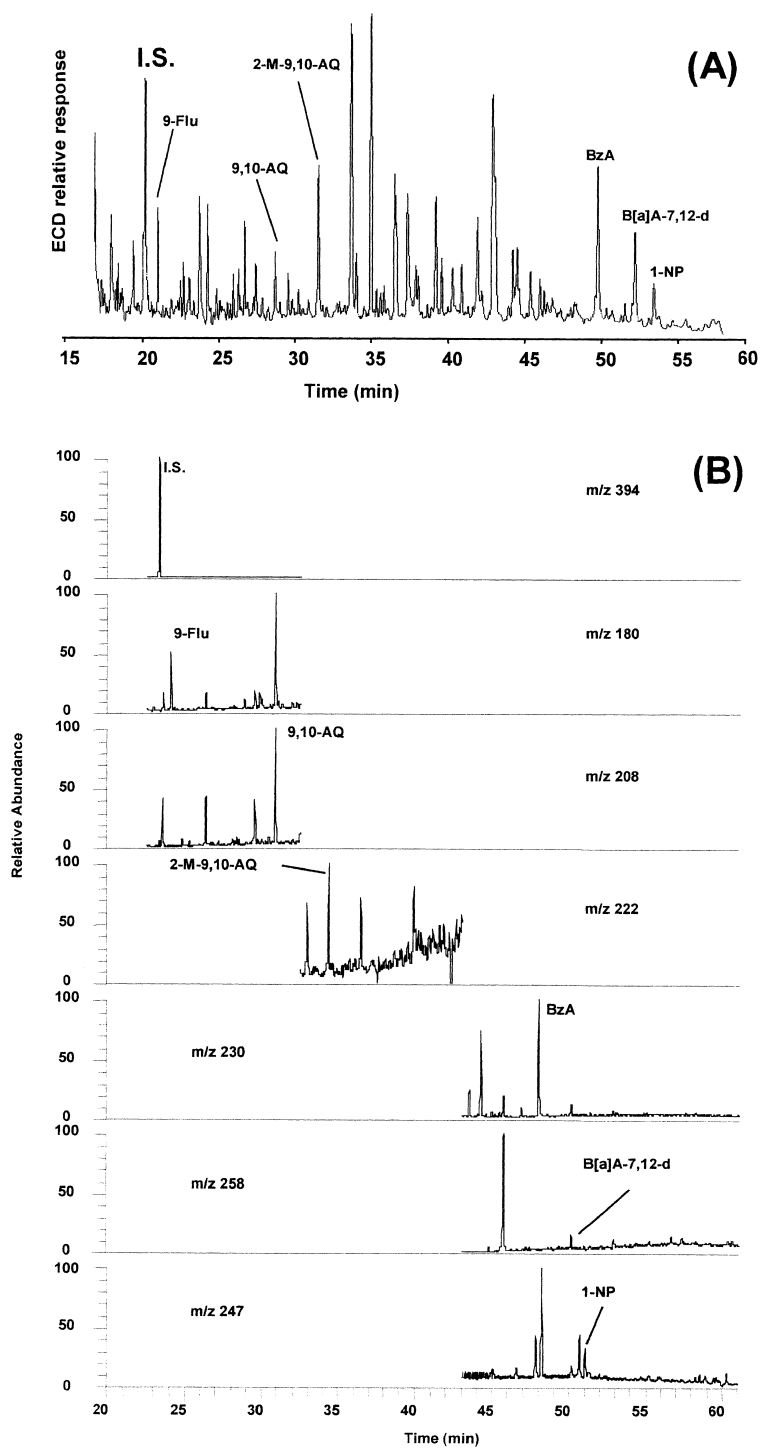 (A)
I.S.
2-M-9,10-AQ
9-Flu
9,10-AQ
BzA
B[a]A-7,12-d
1-NP
ECD relative response
15 20 25 30 35 40 45 50 55 60
Time (min)
(B)
Relative Abundance
100
I.S.
m/z 394
50
0
100
9-Flu
m/z 180
50
0
100
9,10-AQ
m/z 208
50
0
100
2-M-9,10-AQ
m/z 222
50
0
100
BzA
m/z 230
50
0
100
B[a]A-7,12-d
m/z 258
50
0
100
1-NP
m/z 247
50
0
20 25 30 35 40 45 50 55 60
Time (min)